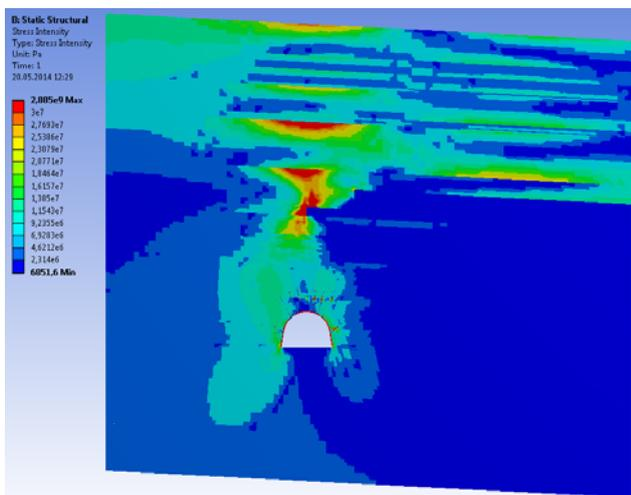 B: Static Structural
Stress Intensity
Type: Stress Intensity
Unit: Pa
Time: 1
20.05.2014 12:29
2,885e9 Max
3e7
2,7693e7
2,5386e7
2,3079e7
2,0771e7
1,8464e7
1,6157e7
1,385e7
1,1543e7
9,2355e6
6,9283e6
4,6212e6
2,314e6
6851,6 Min